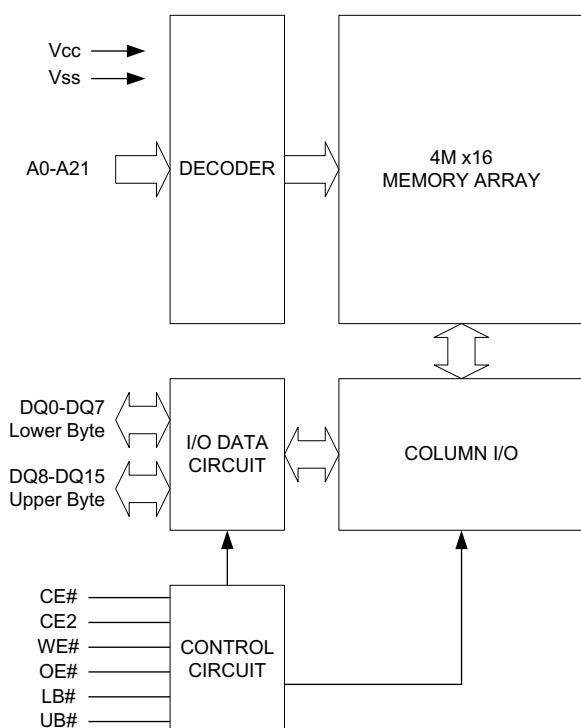 Vcc
Vss
A0-A21
DECODER
4M x16
MEMORY ARRAY
DQ0-DQ7
Lower Byte
DQ8-DQ15
Upper Byte
I/O DATA
CIRCUIT
COLUMN I/O
CE#
CE2
WE#
OE#
LB#
UB#
CONTROL
CIRCUIT